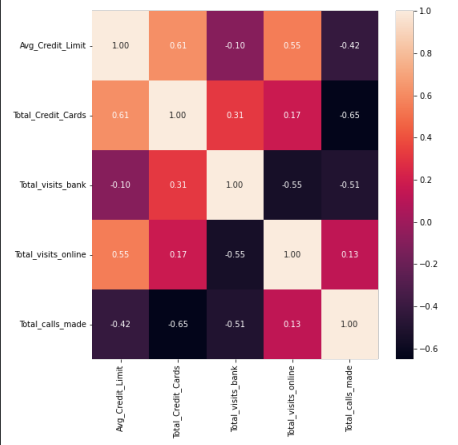 Avg_Credit_Limit 1.00 0.61 -0.10 0.55 -0.42
Total_Credit_Cards 0.61 1.00 0.31 0.17 -0.65
Total_visits_bank -0.10 0.31 1.00 -0.55 -0.51
Total_visits_online 0.55 0.17 -0.55 1.00 0.13
Total_calls_made -0.42 -0.65 -0.51 0.13 1.00
Avg_Credit_Limit
Total_Credit_Cards
Total_visits_bank
Total_visits_online
Total_calls_made
1.0
0.8
0.6
0.4
0.2
0.0
−0.2
−0.4
−0.6